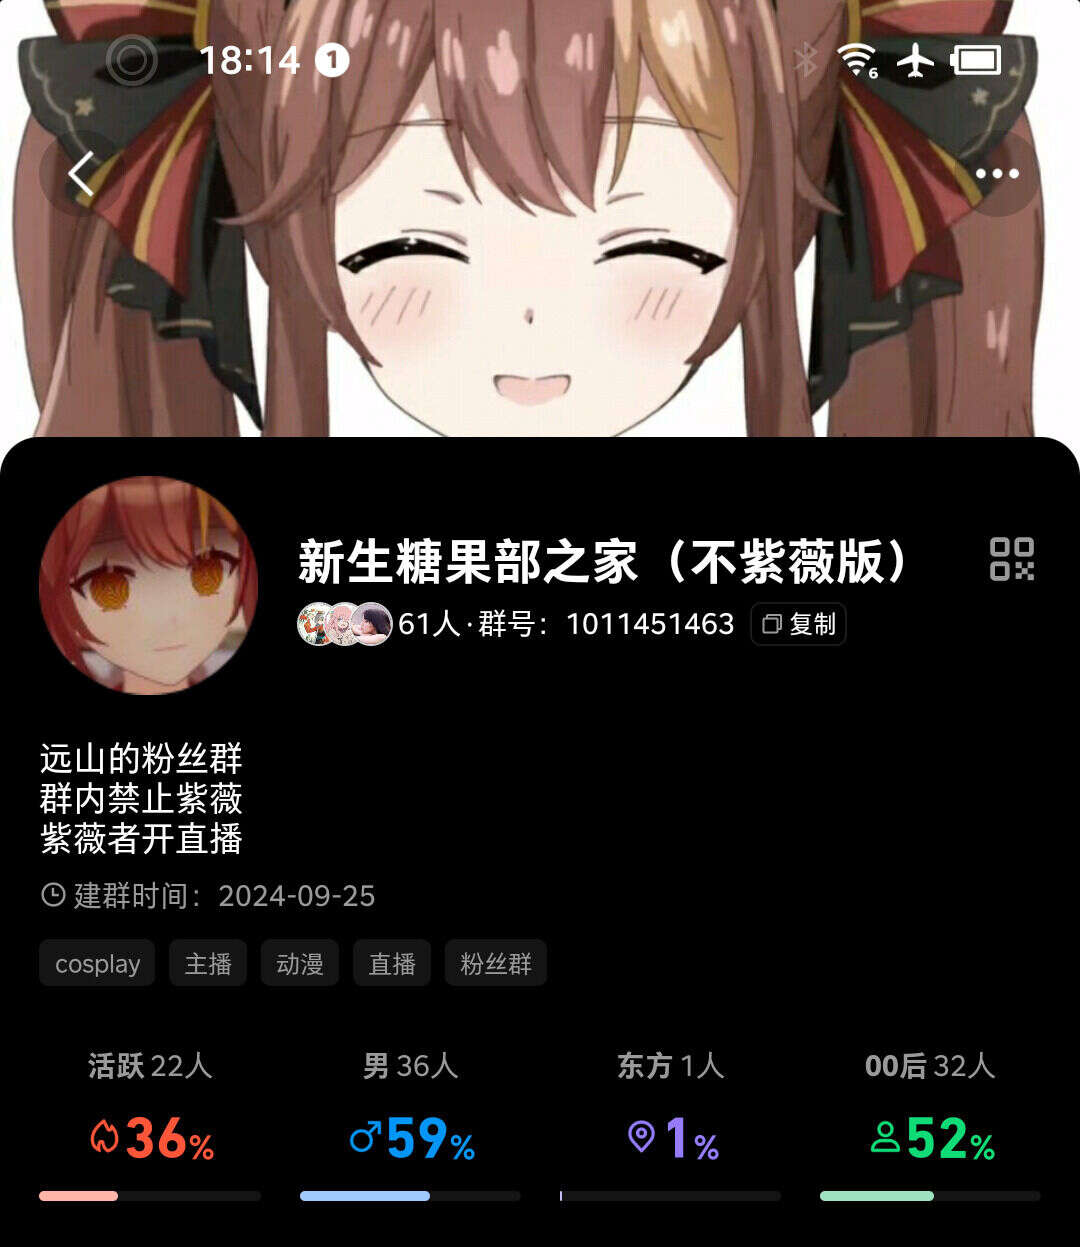 18:14 1
6
新生糖果部之家（不紫薇版）
61人·群号：1011451463 复制
远山的粉丝群
群内禁止紫薇
紫薇者开直播
建群时间：2024-09-25
cosplay 主播 动漫 直播 粉丝群
活跃22人 男36人 东方1人 00后32人
36% 59% 1% 52%